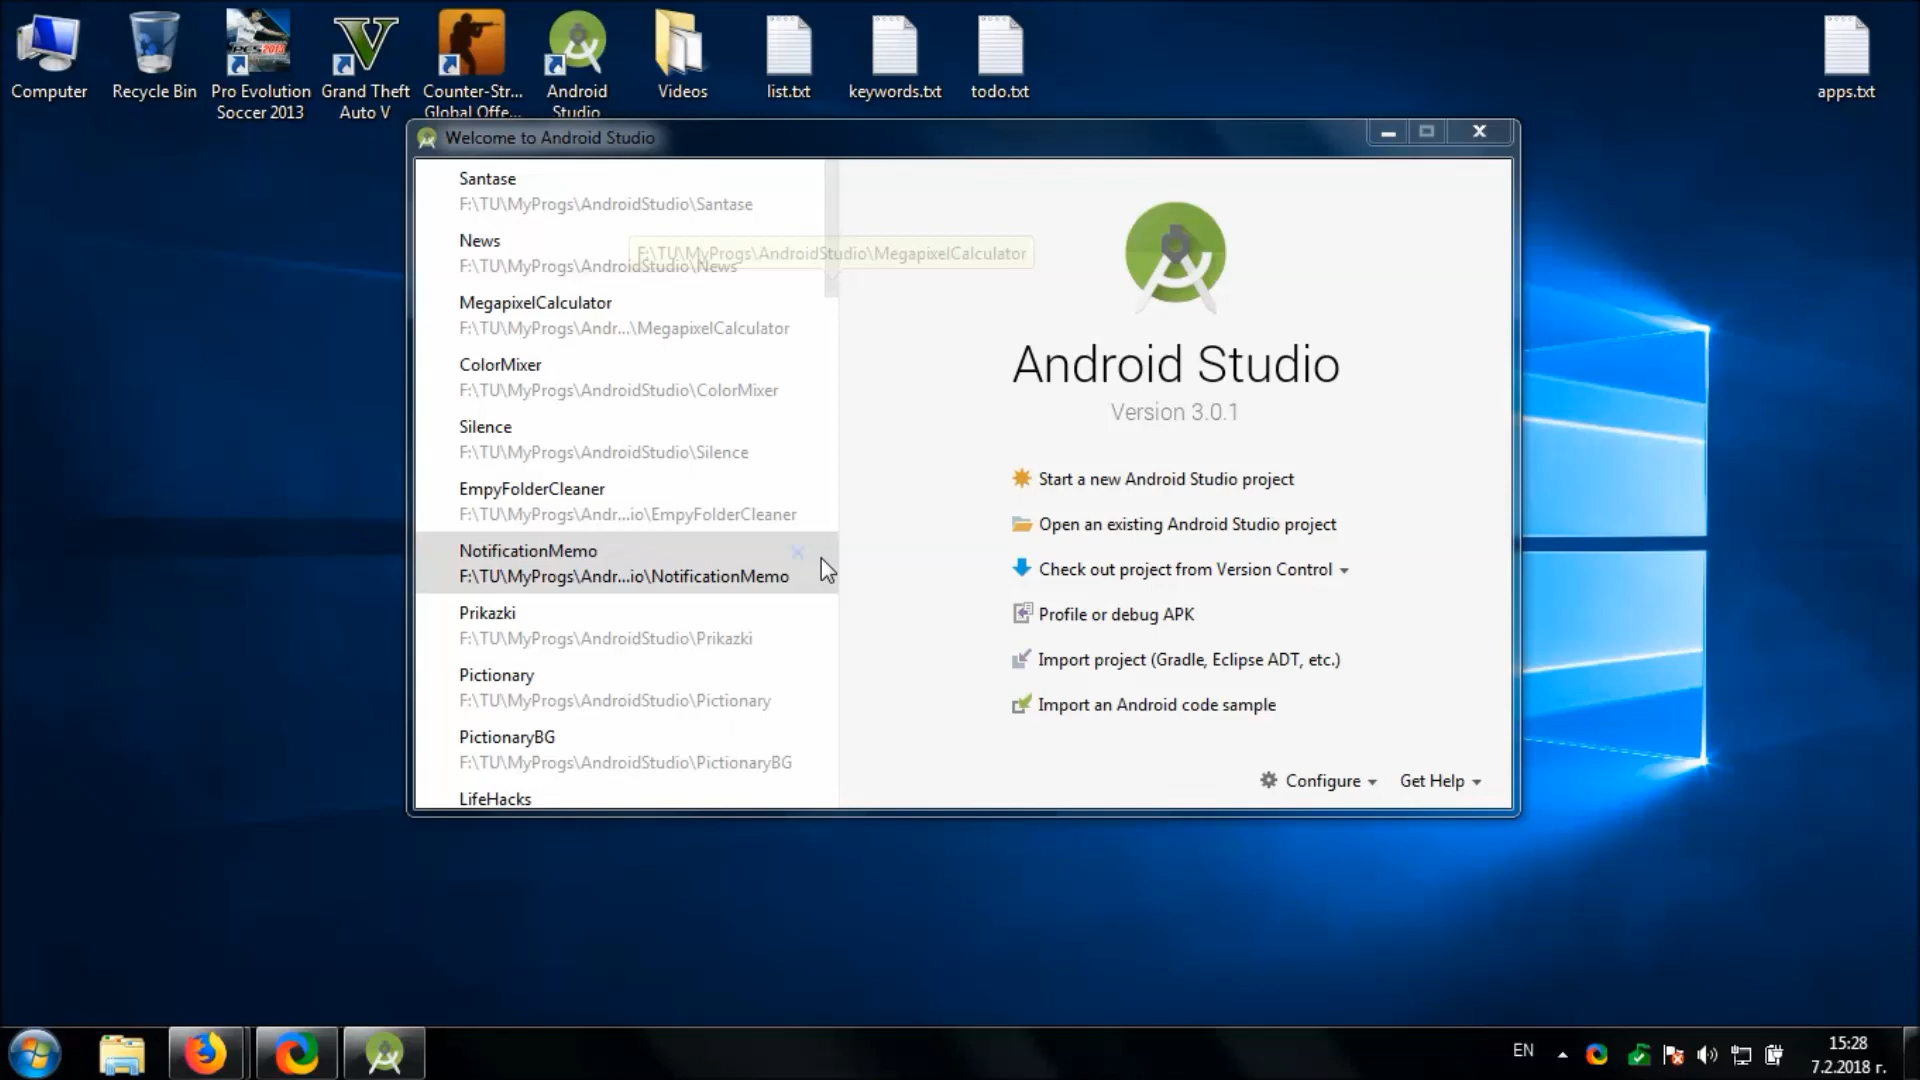 Computer
Recycle Bin
Pro Evolution
Soccer 2013
Grand Theft
Auto V
Counter-Str...
Global Offe...
Android
Studio
Videos
list.txt
keywords.txt
todo.txt
apps.txt
PES2013
Welcome to Android Studio
Santase
F:\TU\MyProgs\AndroidStudio\Santase
News
F:\TU\MyProgs\AndroidStudio\News
F:\TU\MyProgs\AndroidStudio\MegapixelCalculator
MegapixelCalculator
F:\TU\MyProgs\Andr...\MegapixelCalculator
ColorMixer
F:\TU\MyProgs\AndroidStudio\ColorMixer
Silence
F:\TU\MyProgs\AndroidStudio\Silence
EmpyFolderCleaner
F:\TU\MyProgs\Andr...io\EmpyFolderCleaner
NotificationMemo
F:\TU\MyProgs\Andr...io\NotificationMemo
Prikazki
F:\TU\MyProgs\AndroidStudio\Prikazki
Pictionary
F:\TU\MyProgs\AndroidStudio\Pictionary
PictionaryBG
F:\TU\MyProgs\AndroidStudio\PictionaryBG
LifeHacks
Android Studio
Version 3.0.1
Start a new Android Studio project
Open an existing Android Studio project
Check out project from Version Control
Profile or debug APK
Import project (Gradle, Eclipse ADT, etc.)
Import an Android code sample
Configure
Get Help
EN
15:28
7.2.2018 г.